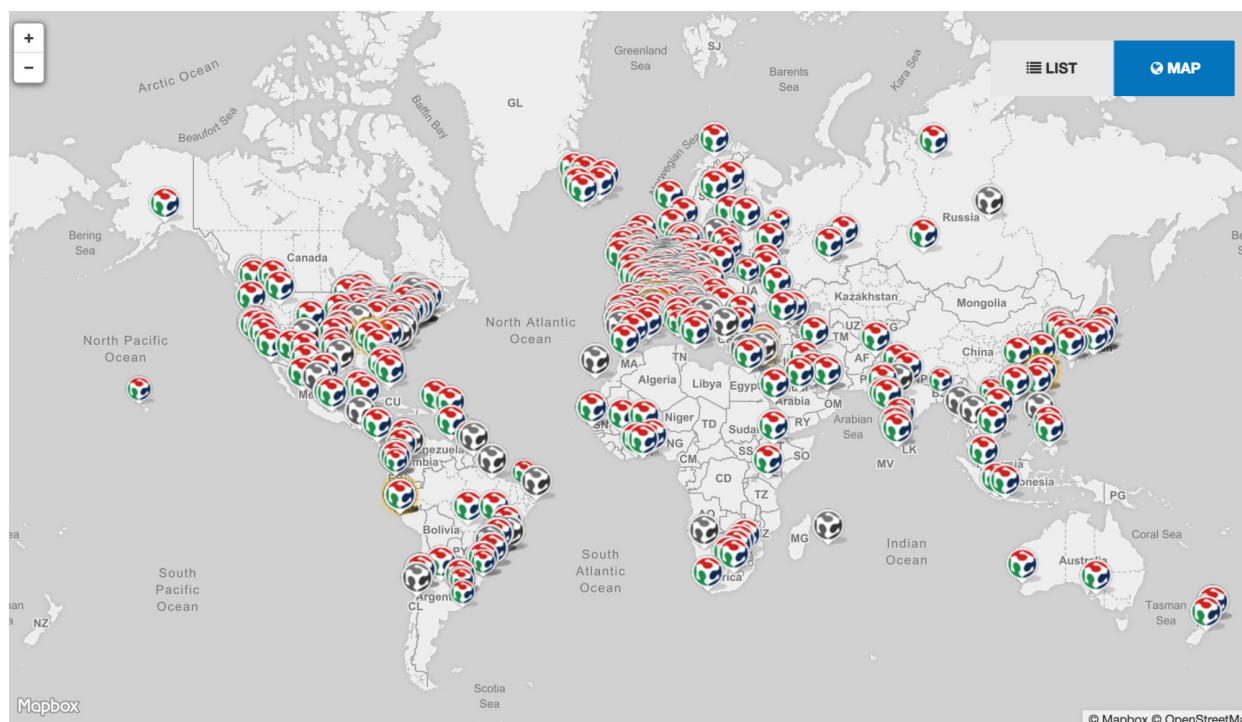 +
−
LIST
MAP
Arctic Ocean
Greenland
Sea
SJ
Barents
Sea
Kara Sea
Beaufort Sea
Baffin Bay
GL
Norwegian Sea
Bering
Sea
Canada
Russia
UA
Kazakhstan
Mongolia
North Pacific
Ocean
North Atlantic
Ocean
UZ
TM
China
AF
MA
TN
Algeria
Libya
Egypt
Arabia
OM
CU
Niger
TD
Sudan
RY
Arabian
Sea
NG
SS
SO
LK
CM
MV
CD
TZ
PG
Bolivia
MG
Indian
Ocean
Coral Sea
South
Pacific
Ocean
South
Atlantic
Ocean
CL
NZ
Tasman
Sea
Scotia
Sea
Mapbox
© Mapbox © OpenStreetMa